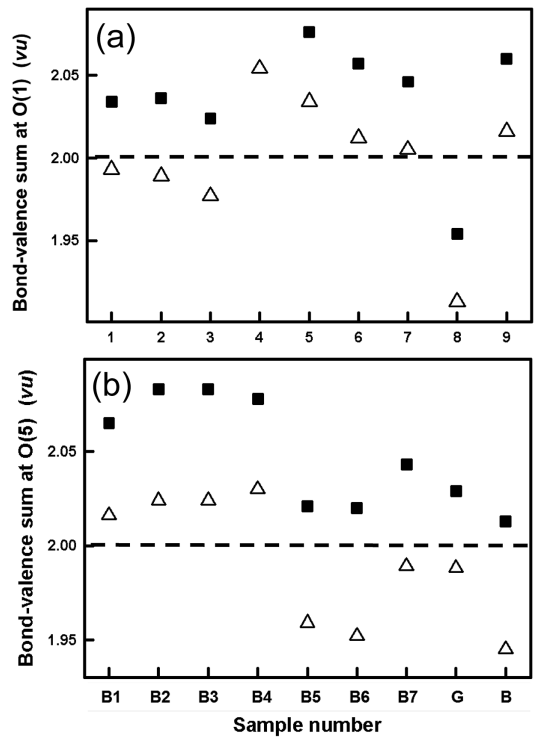 (a)
Bond-valence sum at O(1) (vu)
2.05
2.00
1.95
1 2 3 4 5 6 7 8 9
(b)
Bond-valence sum at O(5) (vu)
2.05
2.00
1.95
B1 B2 B3 B4 B5 B6 B7 G B
Sample number